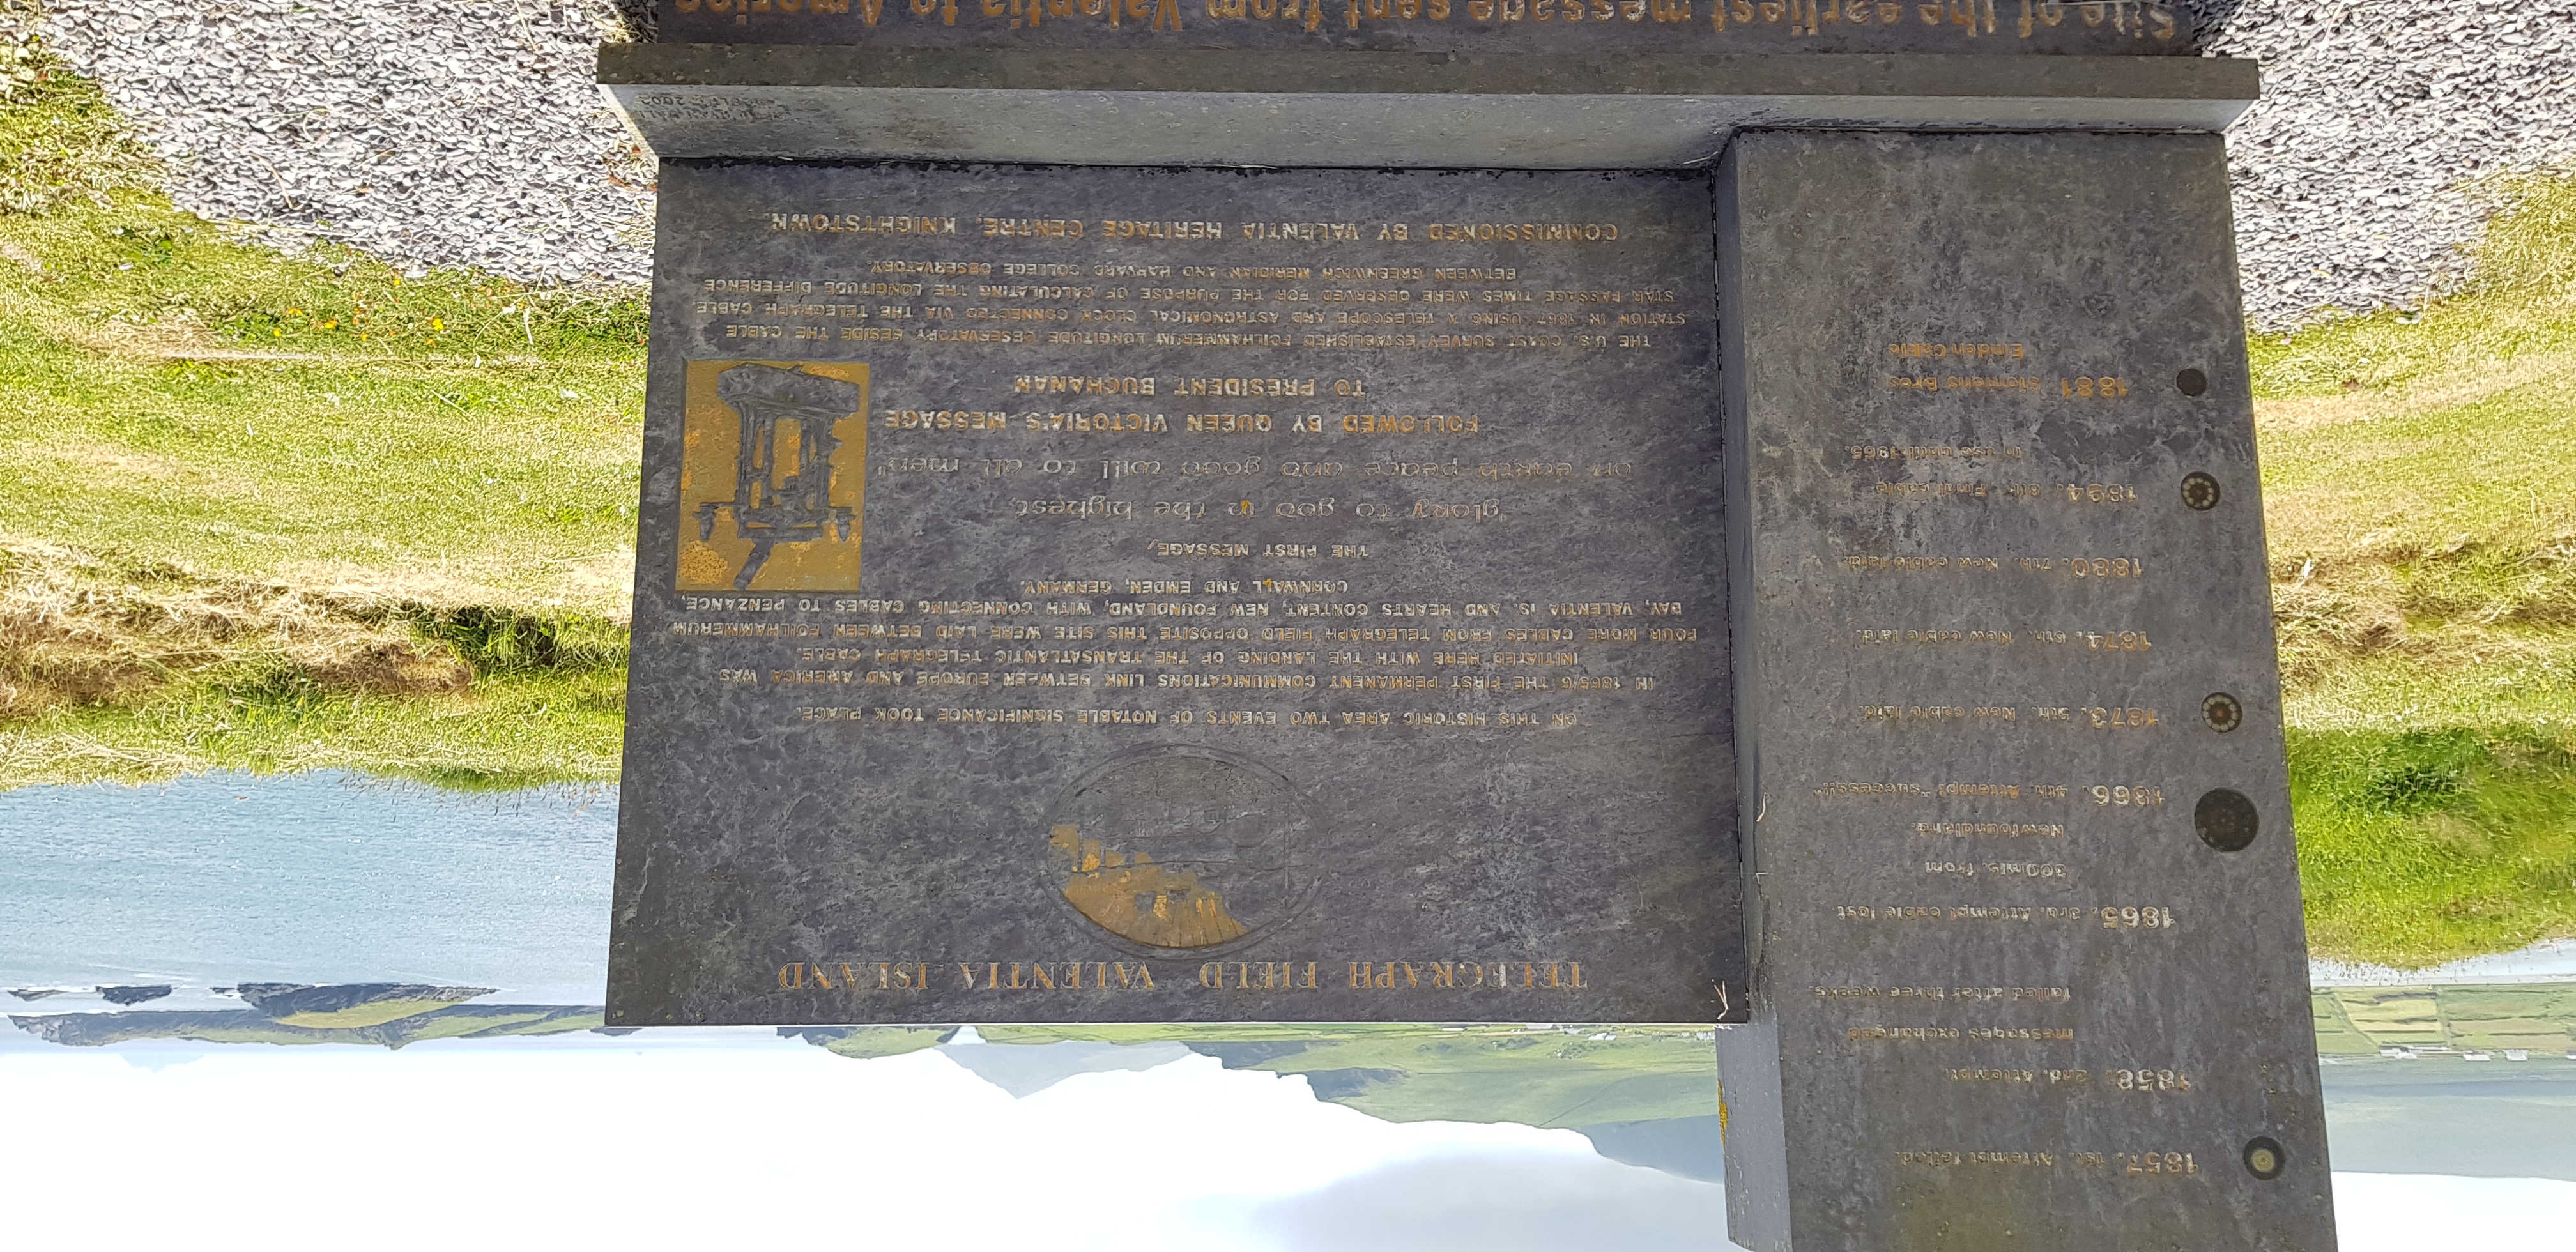 1857. 1st. Attempt failed.
1858. 2nd. Attempt.
messages exchanged
failed after three weeks.
1865. 3rd. Attempt cable lost
300mls. from
Newfoundland.
1866. 4th. Attempt "success!"
1873. 5th. New cable laid.
1874. 6th. New cable laid.
1880. 7th. New cable laid.
1894. 8th. Final cable
in use until 1965.
1881 Siemens Bros
Emden Cable
TELEGRAPH FIELD VALENTIA ISLAND
ON THIS HISTORIC AREA TWO EVENTS OF NOTABLE SIGNIFICANCE TOOK PLACE.
IN 1865/6 THE FIRST PERMANENT COMMUNICATIONS LINK BETWEEN EUROPE AND AMERICA WAS
INITIATED HERE WITH THE LANDING OF THE TRANSATLANTIC TELEGRAPH CABLE.
FOUR MORE CABLES FROM TELEGRAPH FIELD OPPOSITE THIS SITE WERE LAID BETWEEN FOILHAMMERUM
BAY, VALENTIA IS. AND HEARTS CONTENT, NEW FOUNDLAND, WITH CONNECTING CABLES TO PENZANCE,
CORNWALL AND EMDEN, GERMANY.
THE FIRST MESSAGE,
"glory to god in the highest
on earth peace and good will to all men"
FOLLOWED BY QUEEN VICTORIA'S MESSAGE
TO PRESIDENT BUCHANAN
THE U.S. COAST SURVEY ESTABLISHED FOILHAMMERUM LONGITUDE OBSERVATORY BESIDE THE CABLE
STATION IN 1867 USING A TELESCOPE AND ASTRONOMICAL CLOCK CONNECTED VIA THE TELEGRAPH CABLE.
STAR PASSAGE TIMES WERE OBSERVED FOR THE PURPOSE OF CALCULATING THE LONGITUDE DIFFERENCE
BETWEEN GREENWICH MERIDIAN AND HARVARD COLLEGE OBSERVATORY.
COMMISSIONED BY VALENTIA HERITAGE CENTRE, KNIGHTSTOWN.
2002
Site of the earliest message sent from Valentia to America